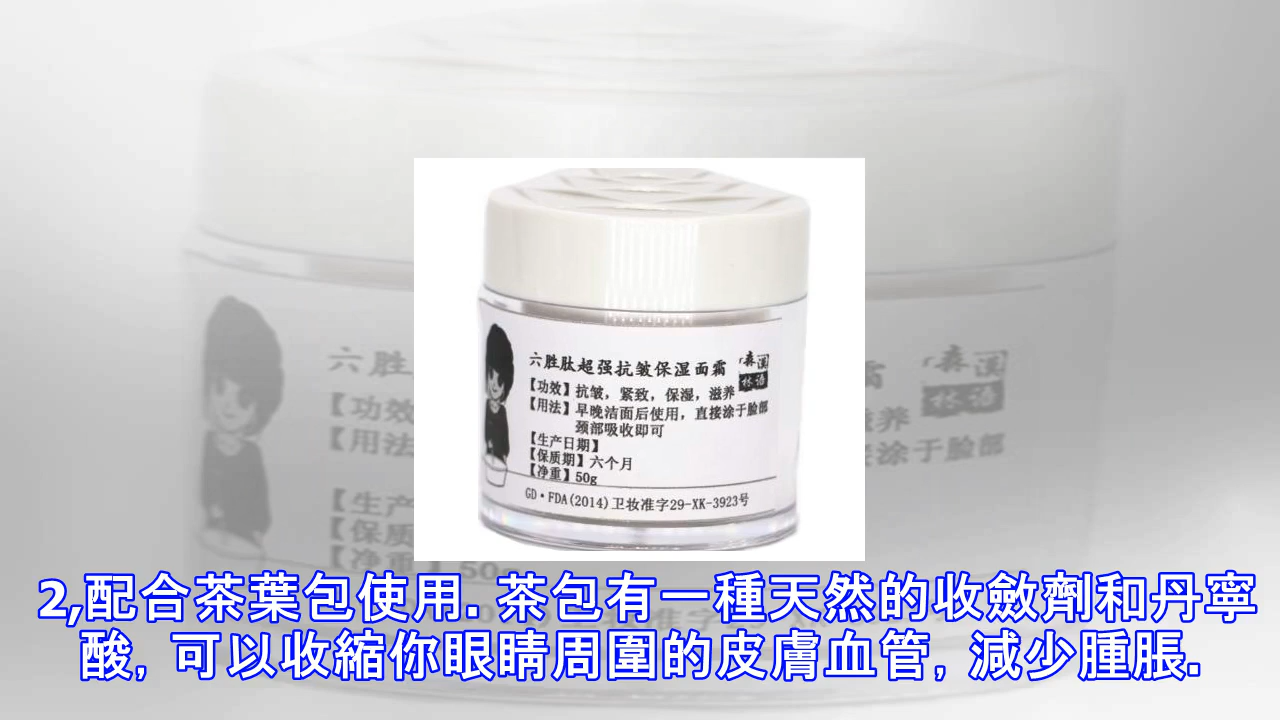 六胜肽超强抗皱保湿面霜
森溪
林语
【功效】抗皱，紧致，保湿，滋养
【用法】早晚洁面后使用，直接涂于脸部
颈部吸收即可
【生产日期】
【保质期】六个月
【净重】50g
GD·FDA(2014)卫妆准字29-XK-3923号
2,配合茶葉包使用. 茶包有一種天然的收斂劑和丹寧
酸, 可以收縮你眼睛周圍的皮膚血管, 減少腫脹.